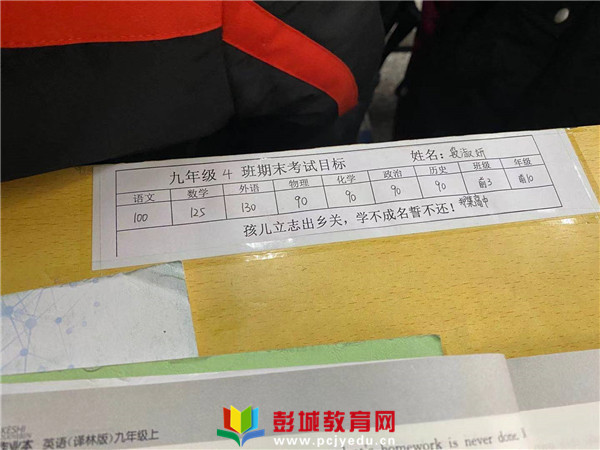 九年级 4 班期末考试目标 姓名:
语文 数学 外语 物理 化学 政治 历史 班级 年级
100 125 130 90 90 90 90 前3 前10
孩儿立志出乡关，学不成名誓不还!
KESHI
作业本 英语(译林版)九年级上
homework is never done.
彭城教育网
www.pcjyedu.cn